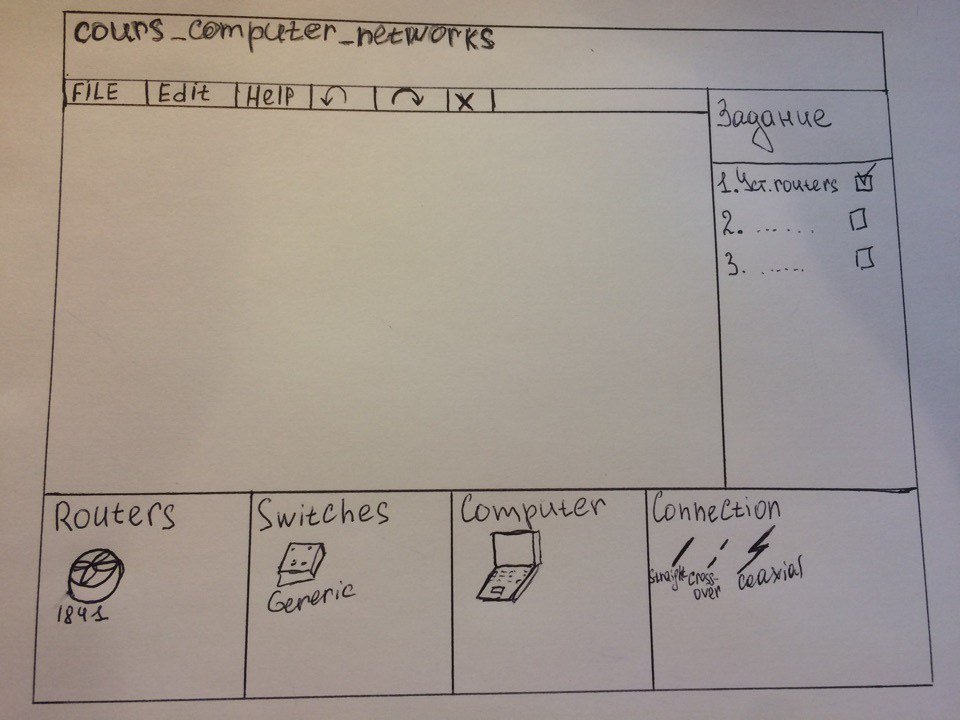 cours_computer_networks
FILE Edit Help X
Задание
1. Уст. routers
2. ......
3. ......
Routers
1841
Switches
Generic
Computer
Connection
straight cross-over coaxial